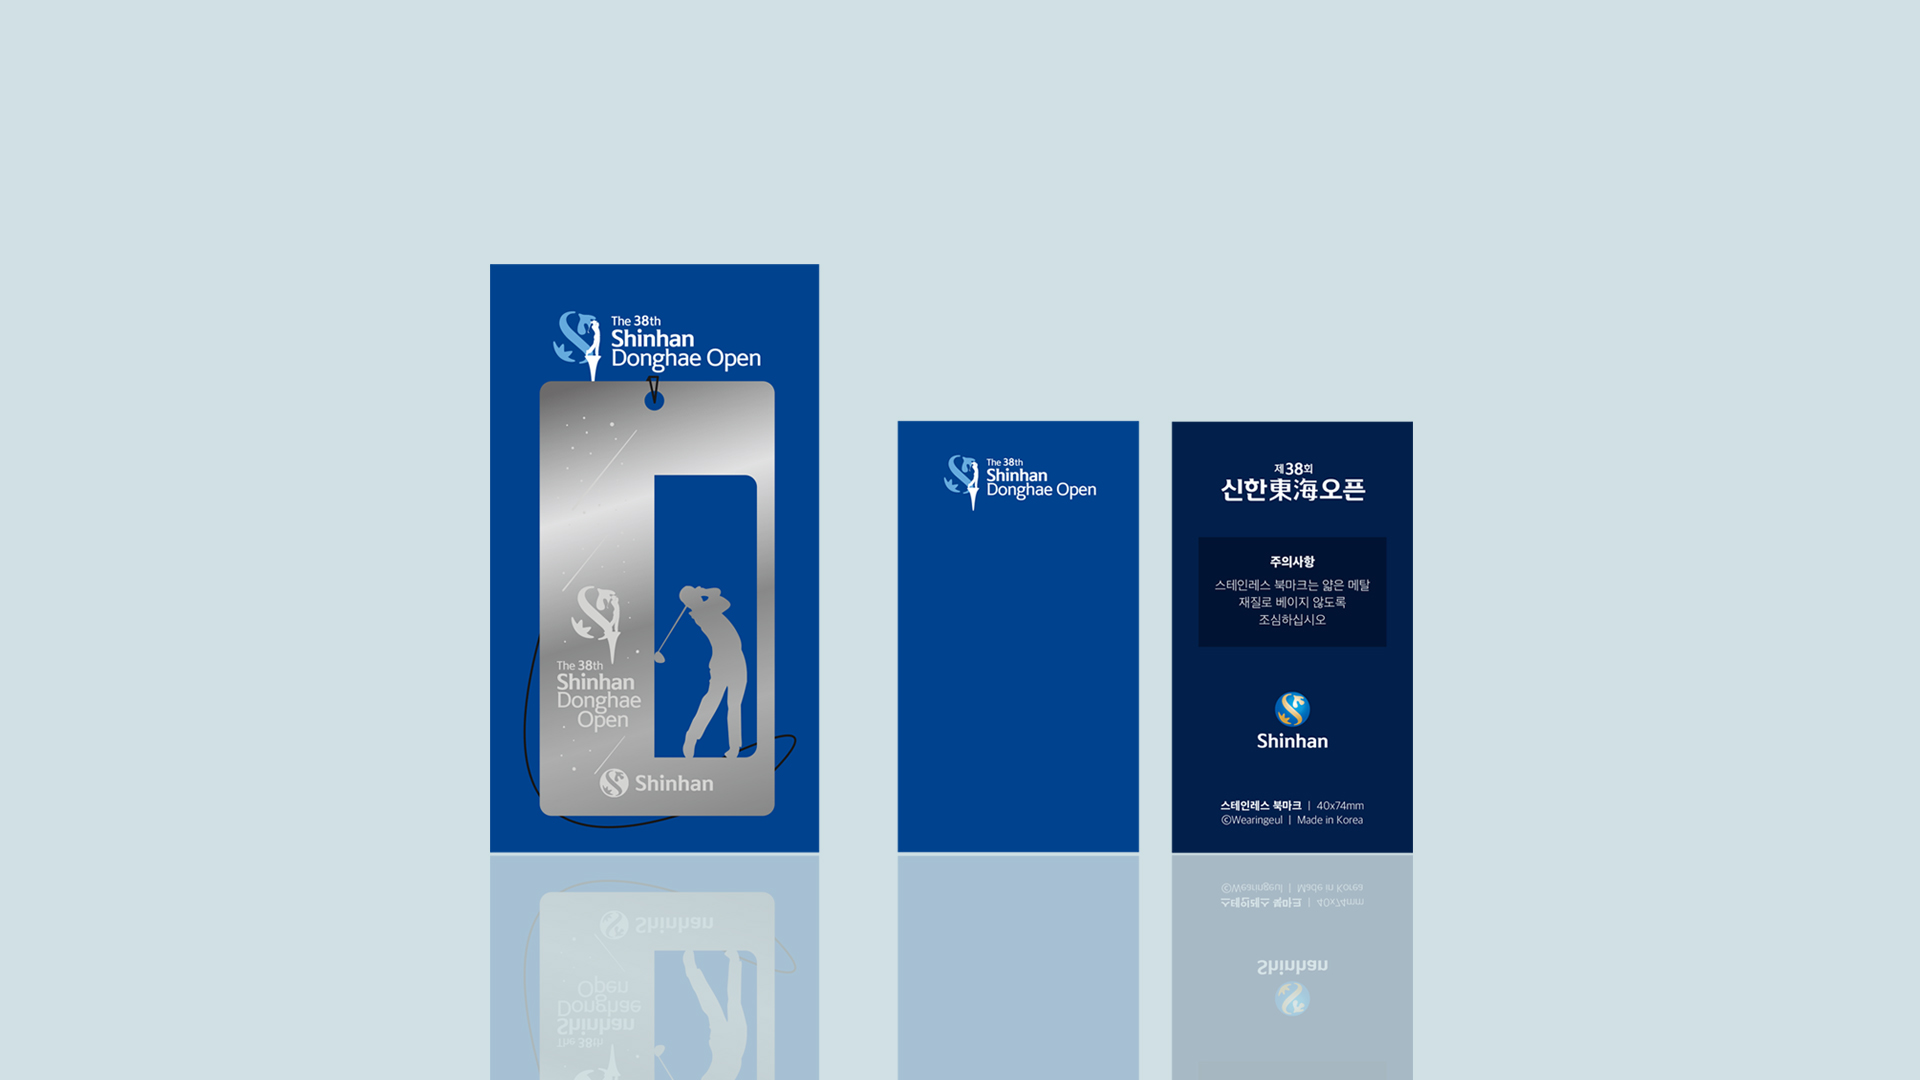 The 38th
Shinhan
Donghae Open
The 38th
Shinhan
Donghae
Open
Shinhan
The 38th
Shinhan
Donghae Open
제38회
신한東海오픈
주의사항
스테인레스 북마크는 얇은 메탈
재질로 베이지 않도록
조심하십시오
Shinhan
스테인레스 북마크 | 40x74mm
©Wearingeul | Made in Korea